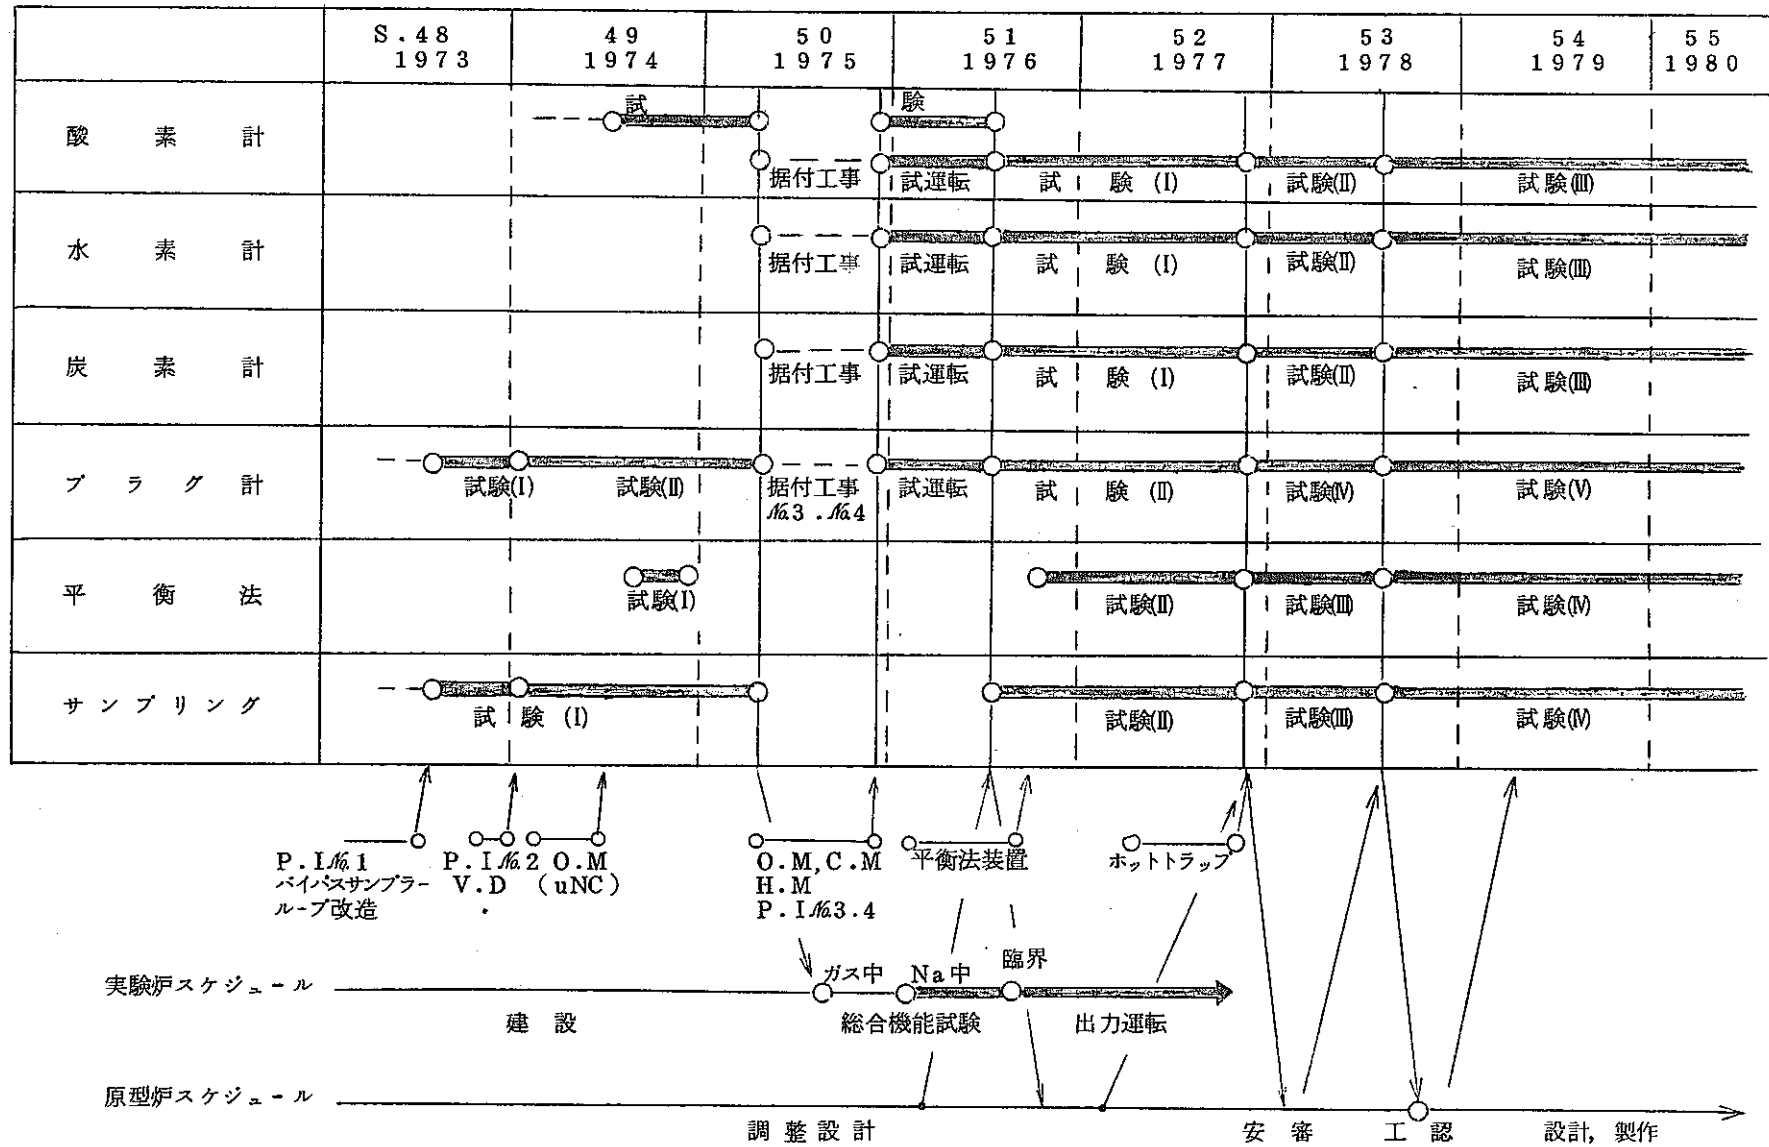 S.48 49 50 51 52 53 54 55
1973 1974 1975 1976 1977 1978 1979 1980
酸素計 試 験
据付工事 試運転 試 験 (I) 試験(II) 試験(III)
水素計
据付工事 試運転 試 験 (I) 試験(II) 試験(III)
炭素計
据付工事 試運転 試 験 (I) 試験(II) 試験(III)
プラグ計
試験(I) 試験(II) 据付工事 試運転 試 験 (II) 試験(IV) 試験(V)
No.3 . No.4
平衡法
試験(I) 試験(II) 試験(III) 試験(IV)
サンプリング
試 験 (I) 試験(II) 試験(III) 試験(IV)
P.I No.1 P.I No.2 O.M O.M, C.M 平衡法装置 ホットトラップ
バイパスサンプラー V.D (uNC) H.M
ループ改造 P.I No.3.4
実験炉スケジュール ガス中 Na中 臨界
建設 総合機能試験 出力運転
原型炉スケジュール
調整設計 安審 工認 設計, 製作